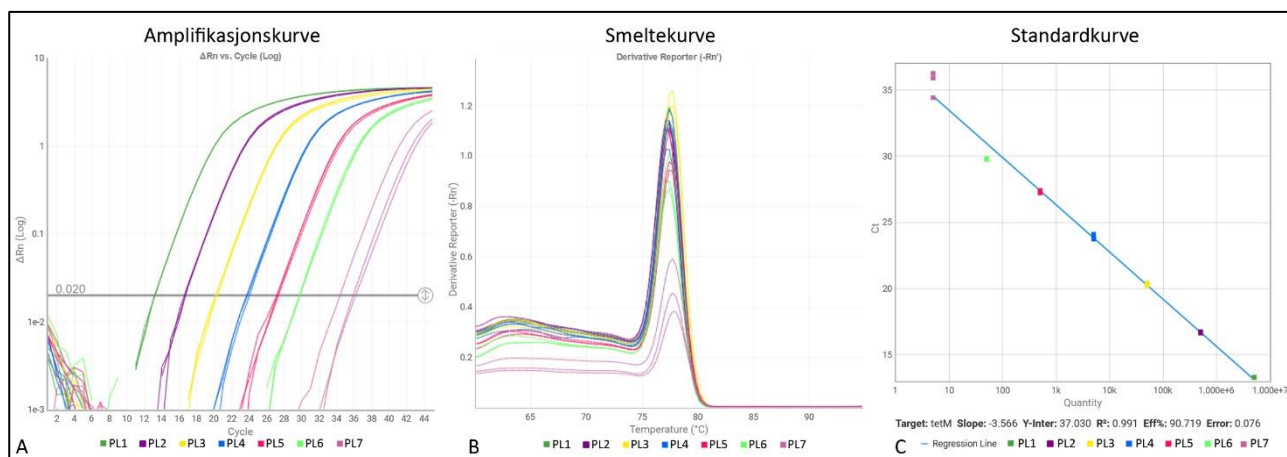 Amplifikasjonskurve
ΔRn vs. Cycle (Log)
10
1
0.1
0.020
1e-2
1e-3
ΔRn (Log)
2 4 6 8 10 12 14 16 18 20 22 24 26 28 30 32 34 36 38 40 42 44
Cycle
A
PL1 PL2 PL3 PL4 PL5 PL6 PL7
Smeltekurve
Derivative Reporter (-Rn')
1.2
1.0
0.8
0.6
0.4
0.2
Derivative Reporter (-Rn')
65 70 75 80 85 90
Temperature (°C)
B
PL1 PL2 PL3 PL4 PL5 PL6 PL7
Standardkurve
35
30
25
20
15
Ct
1 10 100 1,000 10k 100k 1.000e+6 1.000e+7
Quantity
Target: tetM Slope: -3.566 Y-Inter: 37.030 R²: 0.991 Eff%: 90.719 Error: 0.076
Regression Line PL1 PL2 PL3 PL4 PL5 PL6 PL7
C